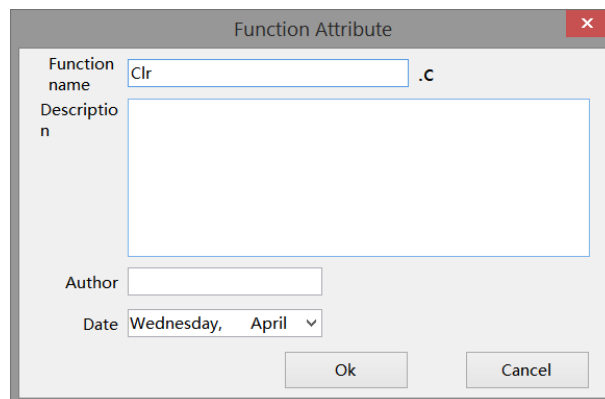 Function Attribute
Function
name
Clr
.C
Descriptio
n
Author
Date
Wednesday, April
Ok
Cancel